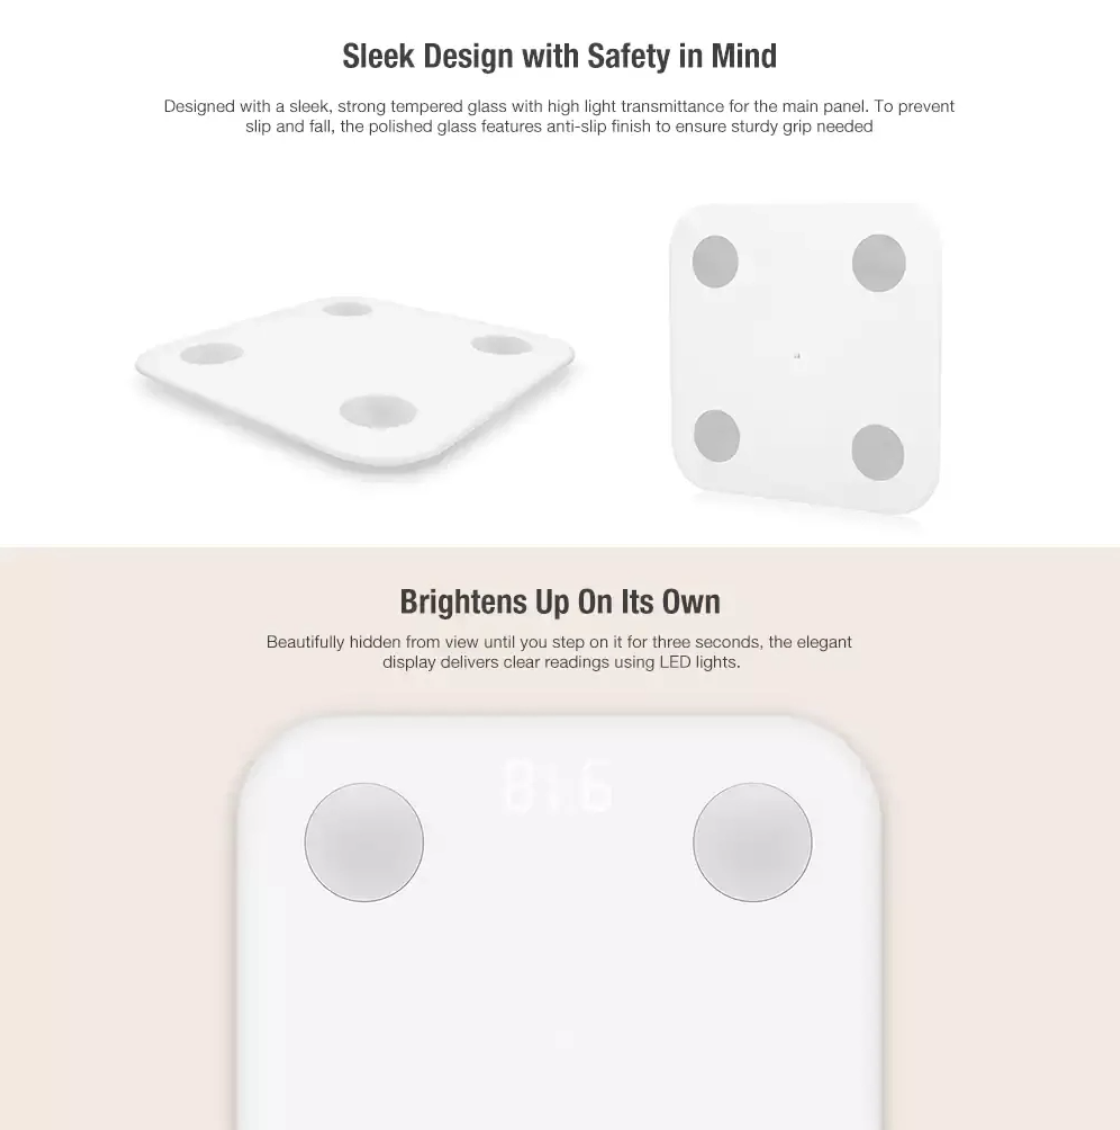 Sleek Design with Safety in Mind
Designed with a sleek, strong tempered glass with high light transmittance for the main panel. To prevent
slip and fall, the polished glass features anti-slip finish to ensure sturdy grip needed
Brightens Up On Its Own
Beautifully hidden from view until you step on it for three seconds, the elegant
display delivers clear readings using LED lights.